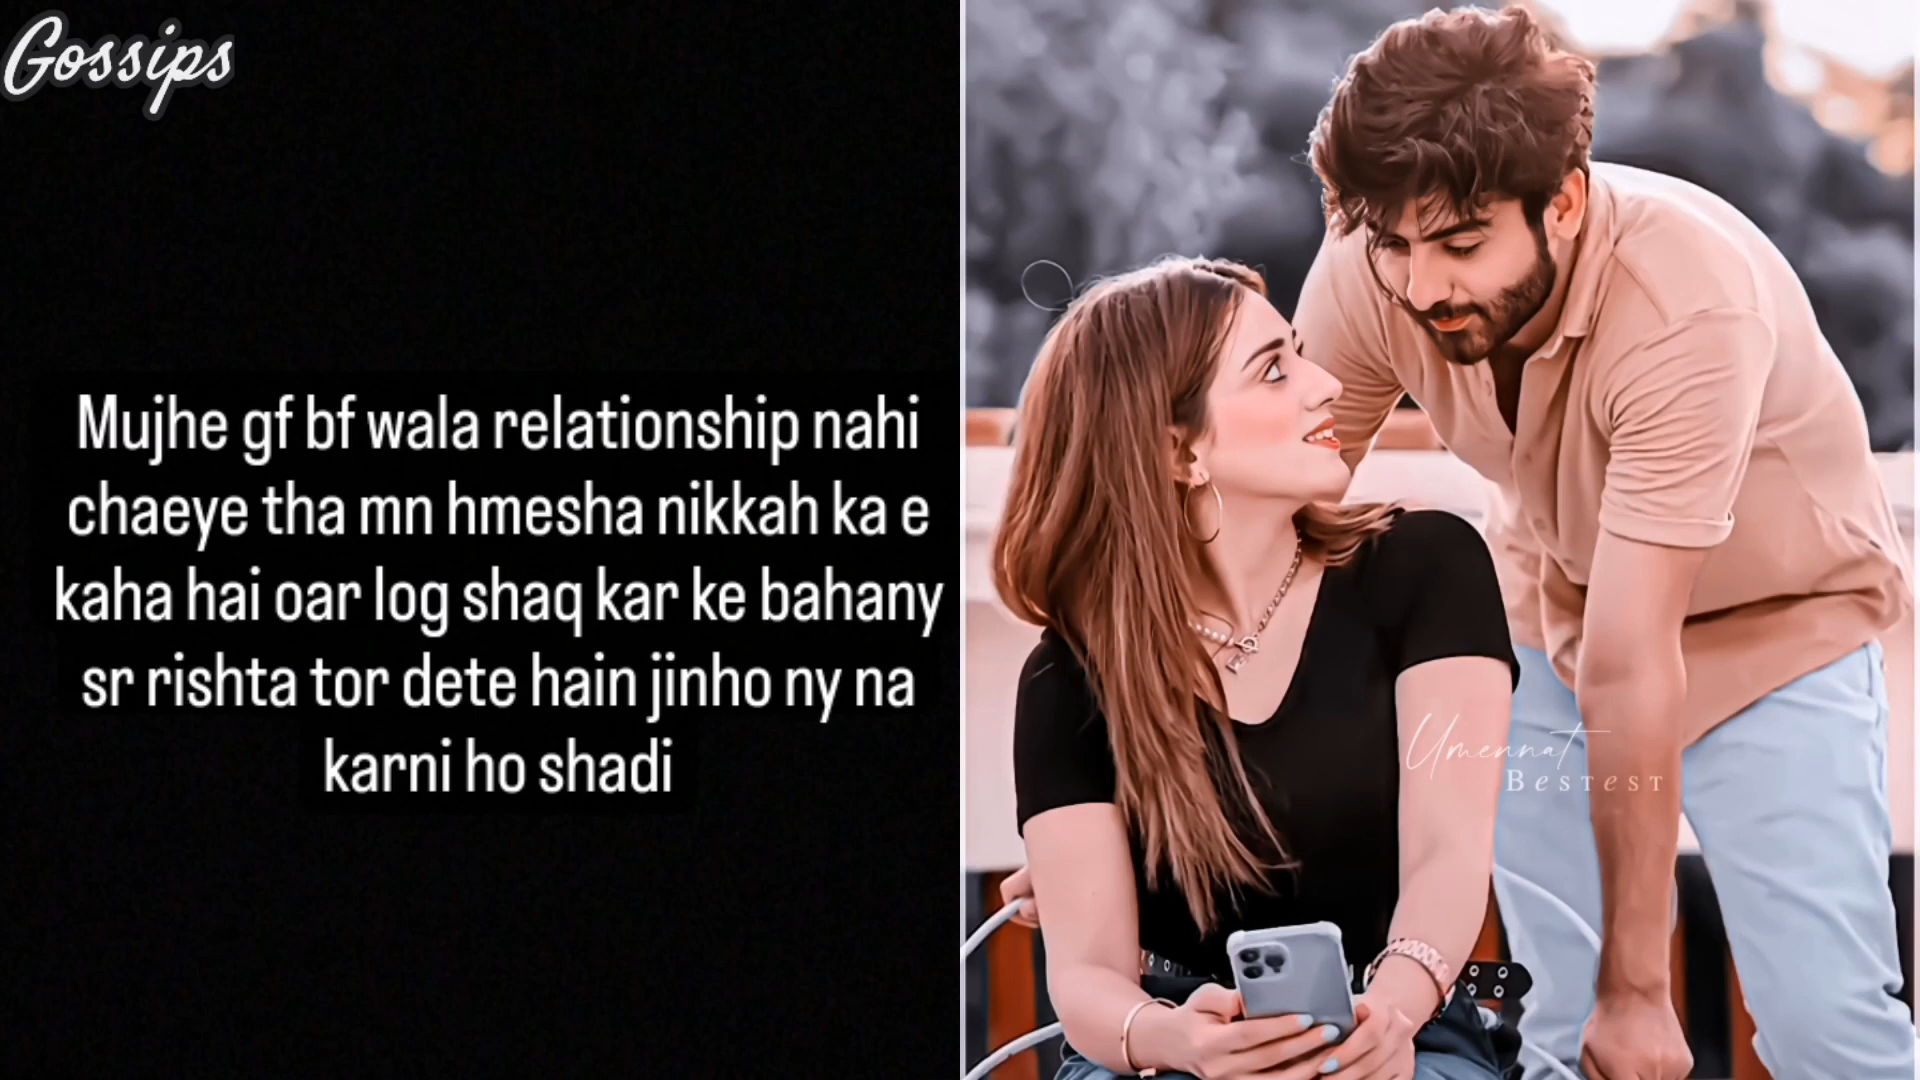 Gossips
Mujhe gf bf wala relationship nahi
chaeye tha mn hmesha nikkah ka e
kaha hai oar log shaq kar ke bahany
sr rishta tor dete hain jinho ny na
karni ho shadi
Umennat
BESTEST